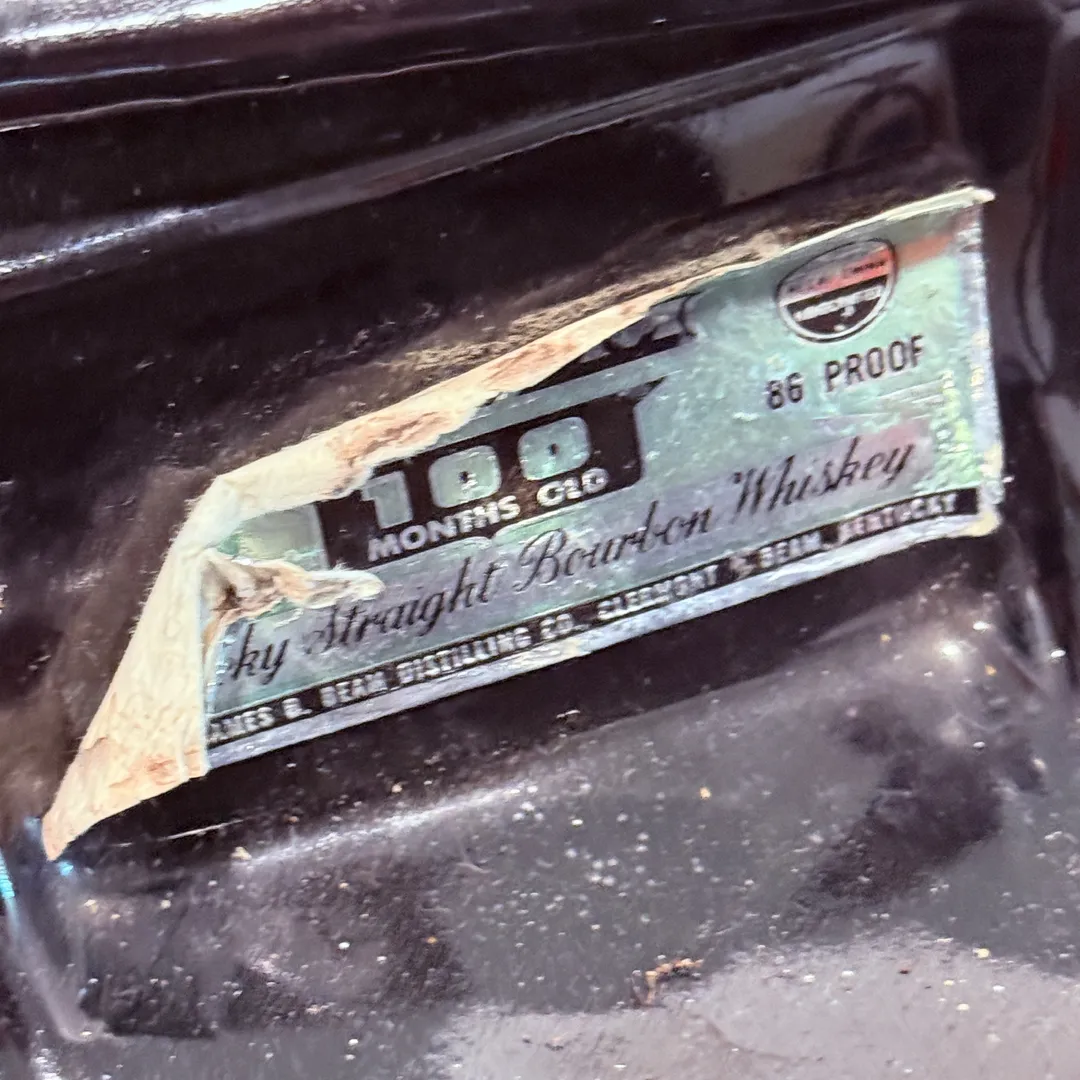 86 PROOF
100
MONTHS OLD
ky Straight Bourbon Whiskey
AMES B. BEAM DISTILLING CO., CLERMONT & BEAM, KENTUCKY